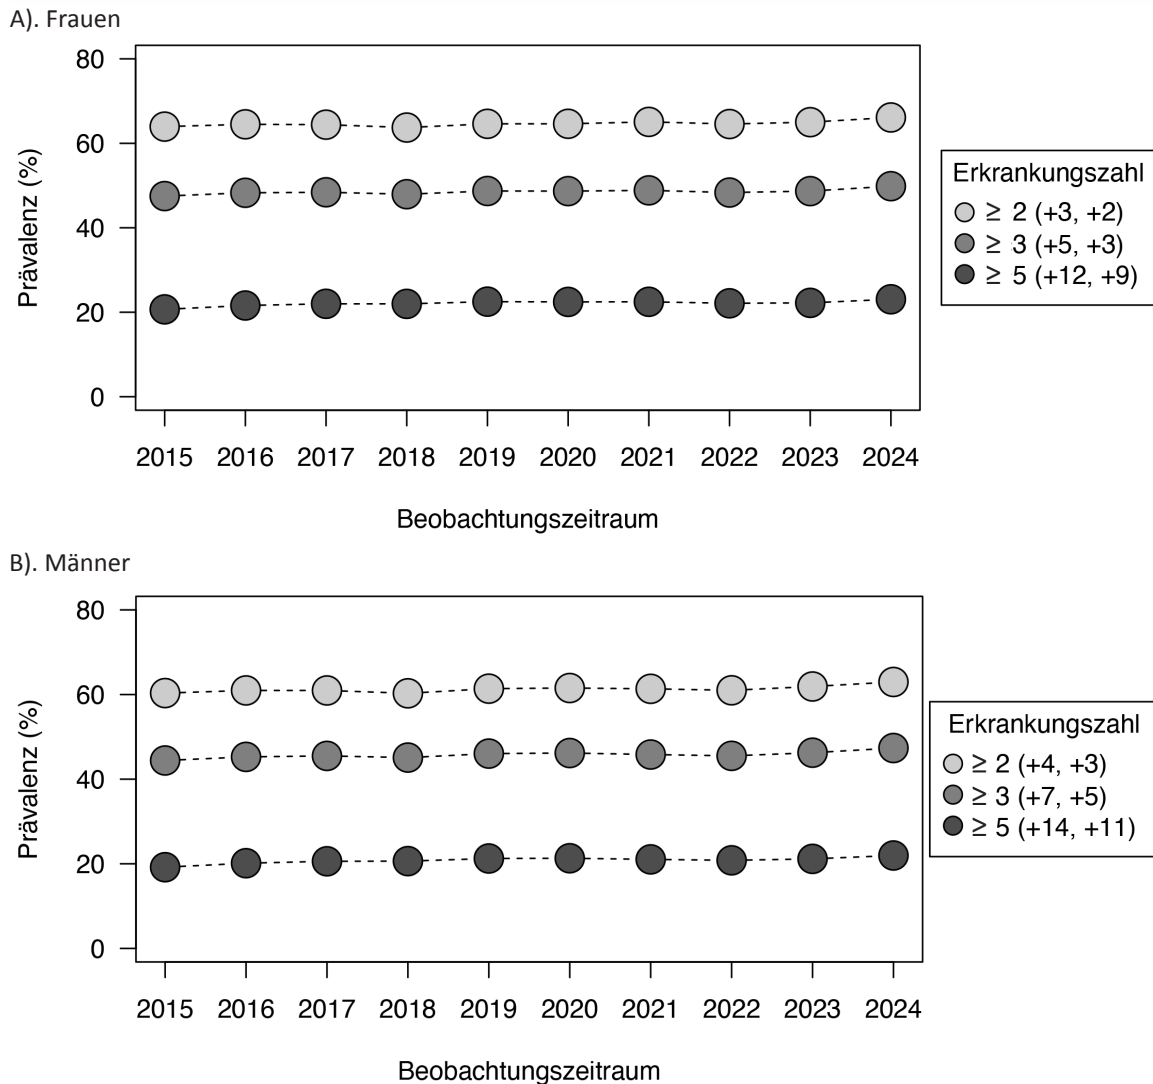 A). Frauen
80
60
40
20
0
Prävalenz (%)
2015 2016 2017 2018 2019 2020 2021 2022 2023 2024
Beobachtungszeitraum
Erkrankungszahl
≥ 2 (+3, +2)
≥ 3 (+5, +3)
≥ 5 (+12, +9)
B). Männer
80
60
40
20
0
Prävalenz (%)
2015 2016 2017 2018 2019 2020 2021 2022 2023 2024
Beobachtungszeitraum
Erkrankungszahl
≥ 2 (+4, +3)
≥ 3 (+7, +5)
≥ 5 (+14, +11)